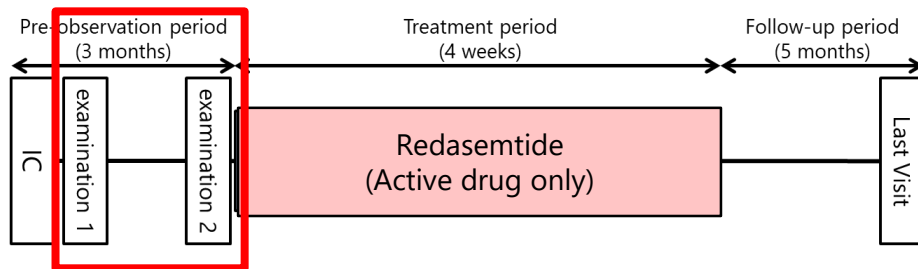 Pre-observation period
(3 months)
Treatment period
(4 weeks)
Follow-up period
(5 months)
IC
examination 1
examination 2
Redasemtide
(Active drug only)
Last Visit